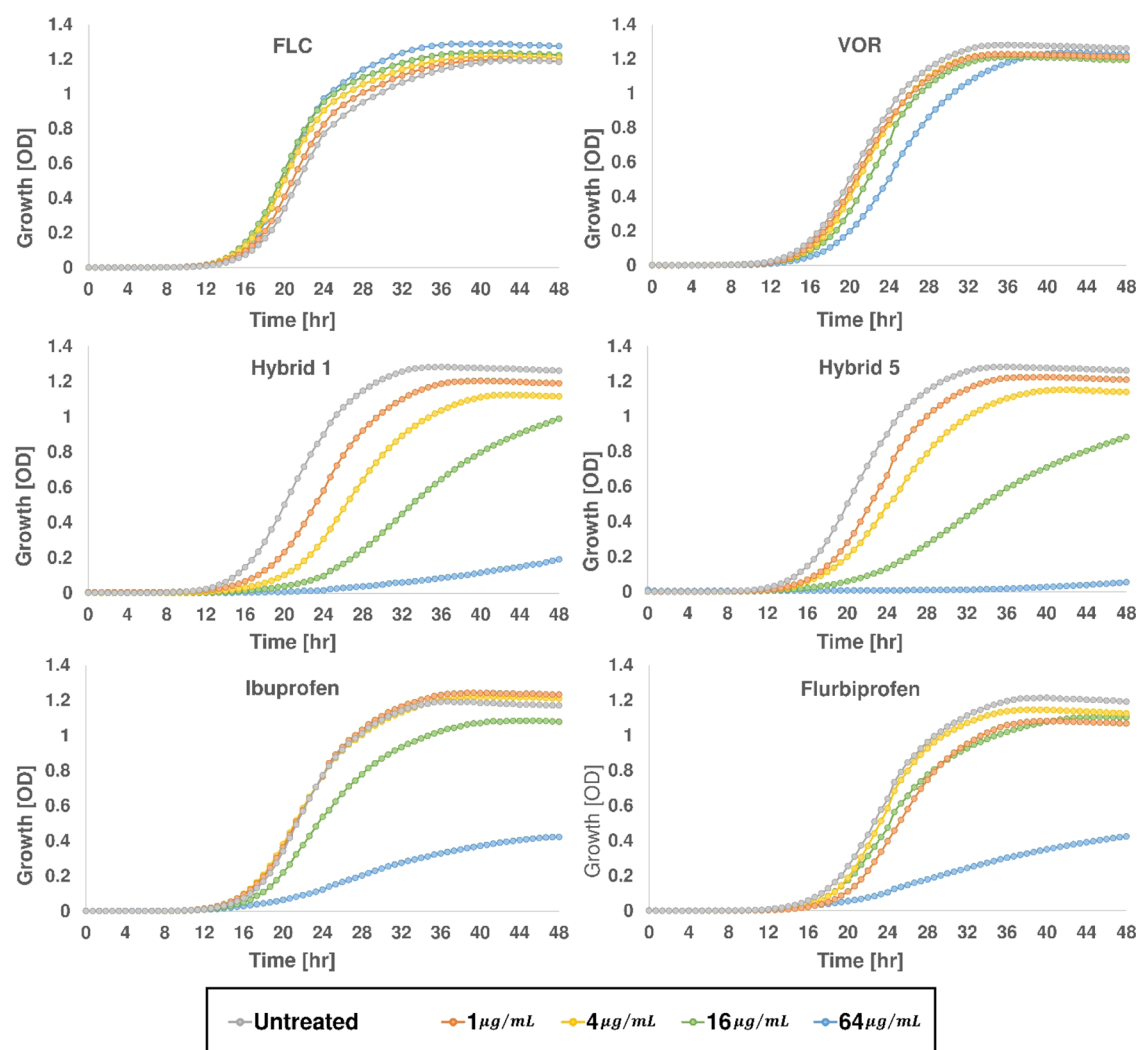 FLC
1.4
1.2
1
0.8
0.6
0.4
0.2
0
Growth [OD]
0 4 8 12 16 20 24 28 32 36 40 44 48
Time [hr]
VOR
1.4
1.2
1
0.8
0.6
0.4
0.2
0
Growth [OD]
0 4 8 12 16 20 24 28 32 36 40 44 48
Time [hr]
Hybrid 1
1.4
1.2
1
0.8
0.6
0.4
0.2
0
Growth [OD]
0 4 8 12 16 20 24 28 32 36 40 44 48
Time [hr]
Hybrid 5
1.4
1.2
1
0.8
0.6
0.4
0.2
0
Growth [OD]
0 4 8 12 16 20 24 28 32 36 40 44 48
Time [hr]
Ibuprofen
1.4
1.2
1
0.8
0.6
0.4
0.2
0
Growth [OD]
0 4 8 12 16 20 24 28 32 36 40 44 48
Time [hr]
Flurbiprofen
1.4
1.2
1
0.8
0.6
0.4
0.2
0
Growth [OD]
0 4 8 12 16 20 24 28 32 36 40 44 48
Time [hr]
Untreated 1μg/mL 4μg/mL 16μg/mL 64μg/mL